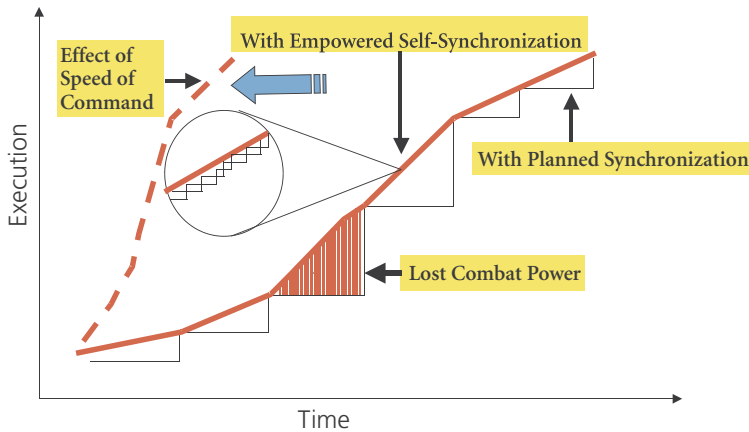 With Empowered Self-Synchronization
Effect of
Speed of
Command
With Planned Synchronization
Lost Combat Power
Execution
Time